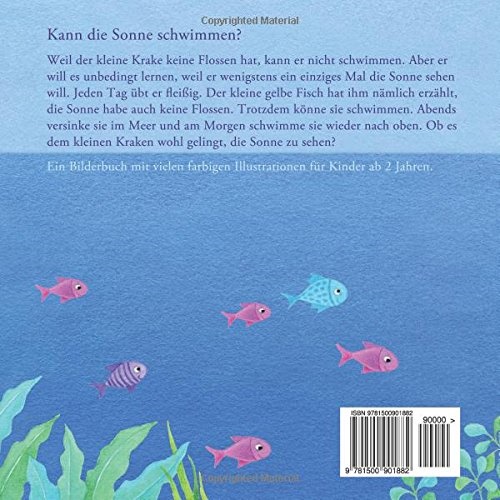 Copyrighted Material
Kann die Sonne schwimmen?
Weil der kleine Krake keine Flossen hat, kann er nicht schwimmen. Aber er
will es unbedingt lernen, weil er wenigstens ein einziges Mal die Sonne sehen
will. Jeden Tag übt er fleißig. Der kleine gelbe Fisch hat ihm nämlich erzählt,
die Sonne habe auch keine Flossen. Trotzdem könne sie schwimmen. Abends
versinke sie im Meer und am Morgen schwimme sie wieder nach oben. Ob es
dem kleinen Kraken wohl gelingt, die Sonne zu sehen?
Ein Bilderbuch mit vielen farbigen Illustrationen für Kinder ab 2 Jahren.
ISBN 9781500901882
90000 >
9 781500 901882
Copyrighted Material